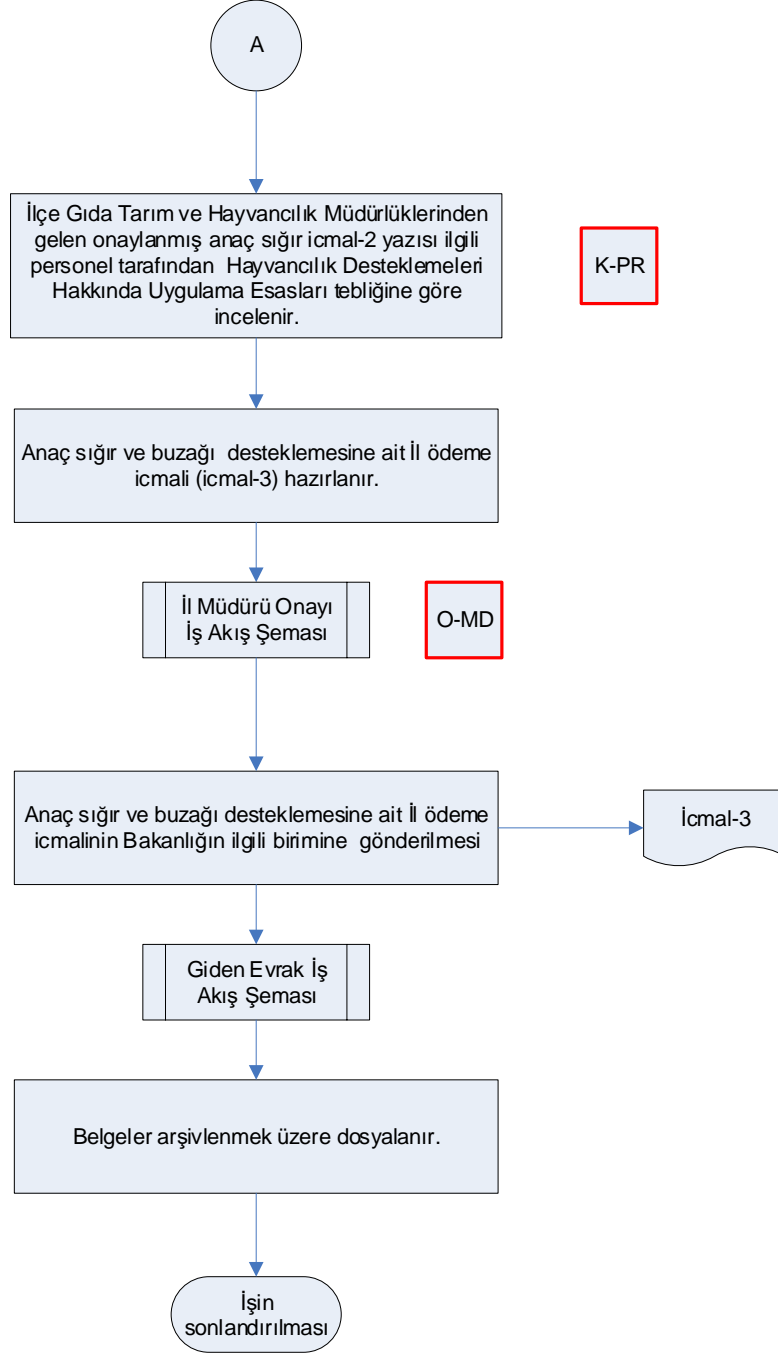 A
İlçe Gıda Tarım ve Hayvancılık Müdürlüklerinden
gelen onaylanmış anaç sığır icmal-2 yazısı ilgili
personel tarafından Hayvancılık Desteklemeleri
Hakkında Uygulama Esasları tebliğine göre
incelenir.
K-PR
Anaç sığır ve buzağı desteklemesine ait İl ödeme
icmali (icmal-3) hazırlanır.
İl Müdürü Onayı
İş Akış Şeması
O-MD
Anaç sığır ve buzağı desteklemesine ait İl ödeme
icmalinin Bakanlığın ilgili birimine gönderilmesi
İcmal-3
Giden Evrak İş
Akış Şeması
Belgeler arşivlenmek üzere dosyalanır.
İşin
sonlandırılması